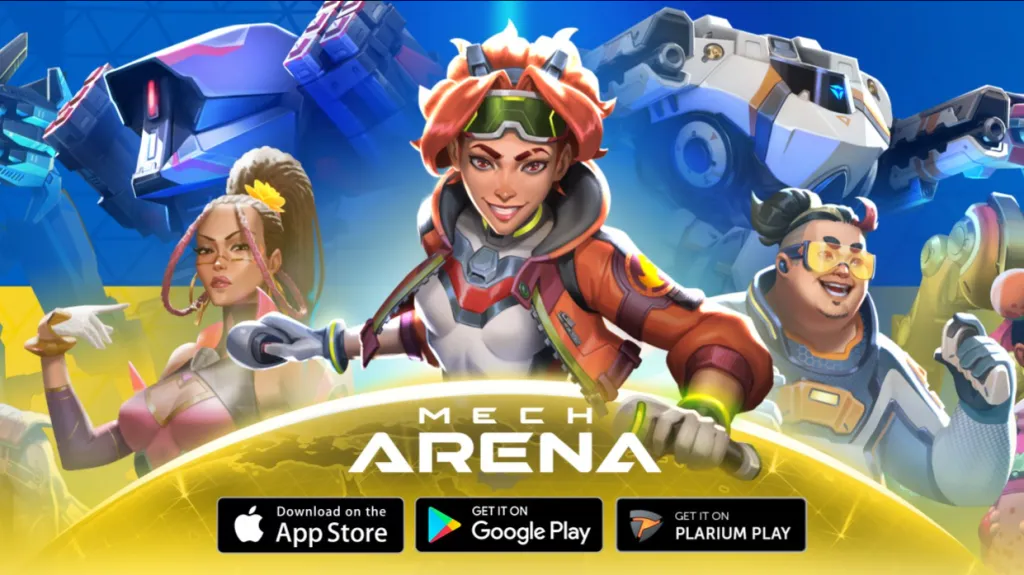 MECH
ARENA
Download on the
App Store
GET IT ON
Google Play
GET IT ON
PLARIUM PLAY